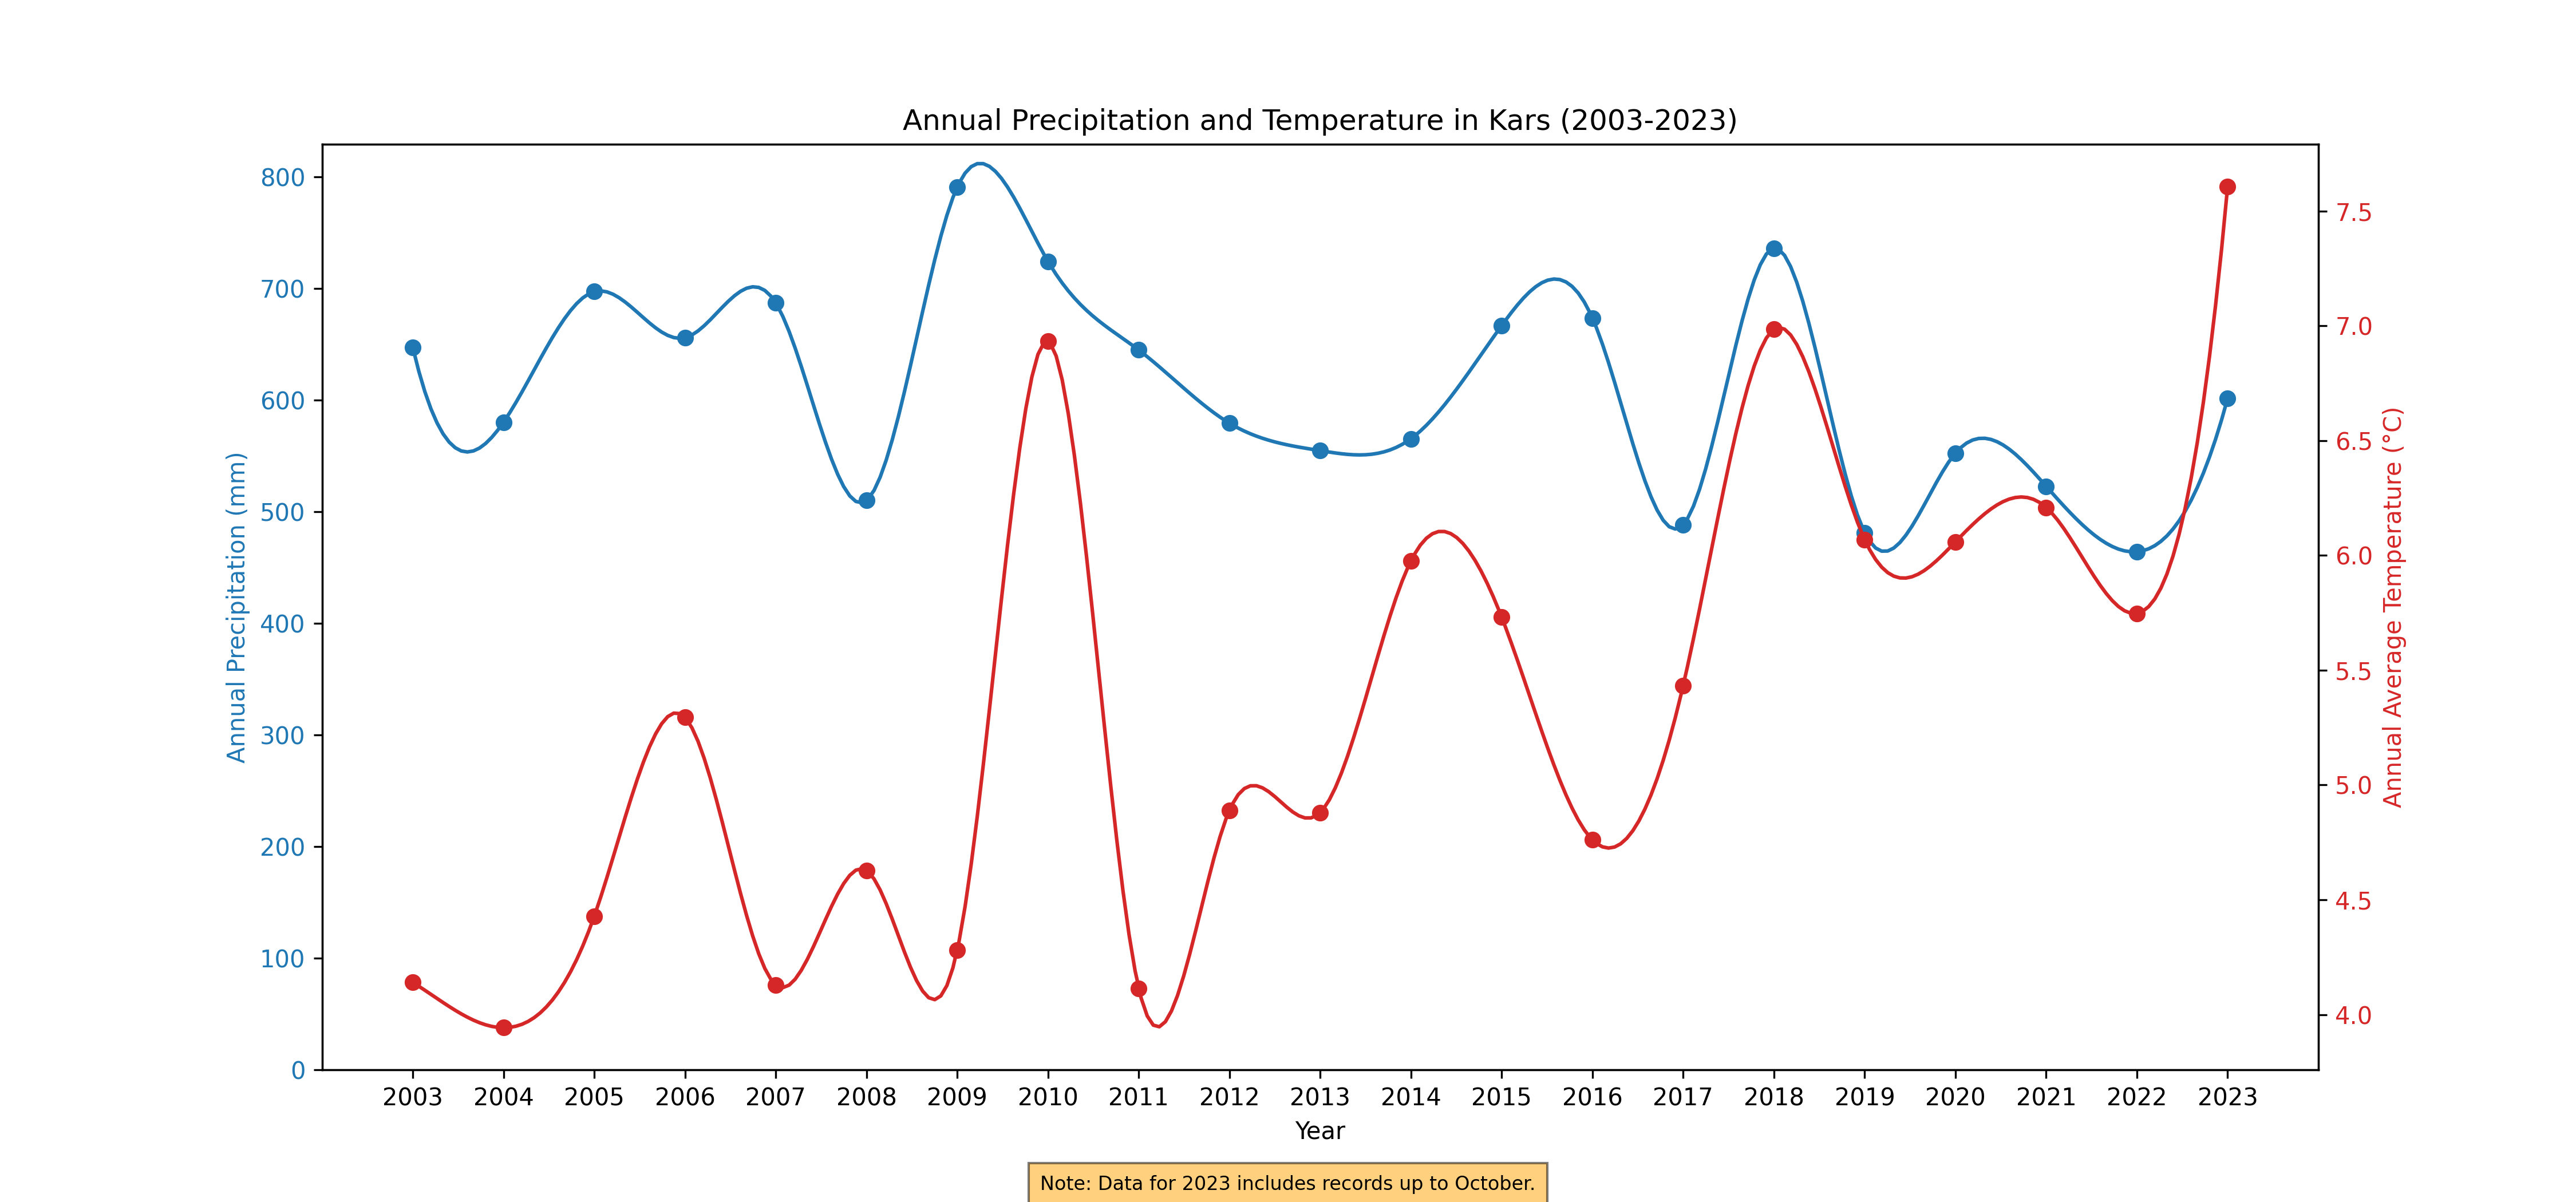 Annual Precipitation and Temperature in Kars (2003-2023)
Annual Precipitation (mm)
800
700
600
500
400
300
200
100
0
7.5
7.0
6.5
6.0
5.5
5.0
4.5
4.0
Annual Average Temperature (°C)
2003 2004 2005 2006 2007 2008 2009 2010 2011 2012 2013 2014 2015 2016 2017 2018 2019 2020 2021 2022 2023
Year
Note: Data for 2023 includes records up to October.